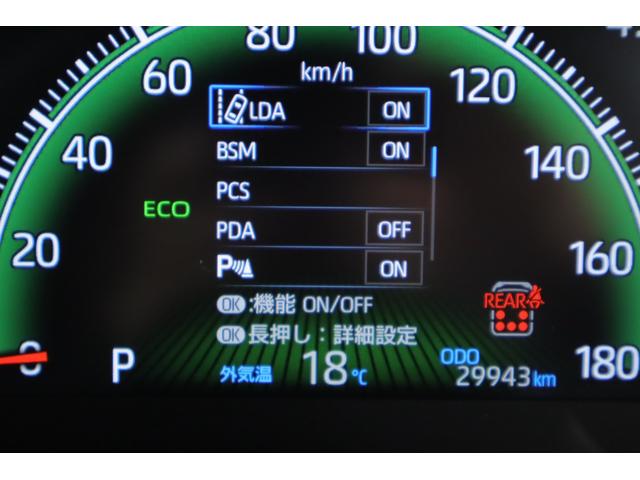 80 100
km/h
60 120
LDA ON
BSM ON
40 140
PCS
ECO
PDA OFF
20 160
P ON
REAR
OK :機能 ON/OFF
OK 長押し：詳細設定
0 P 外気温 18℃ ODO 180
29943 km